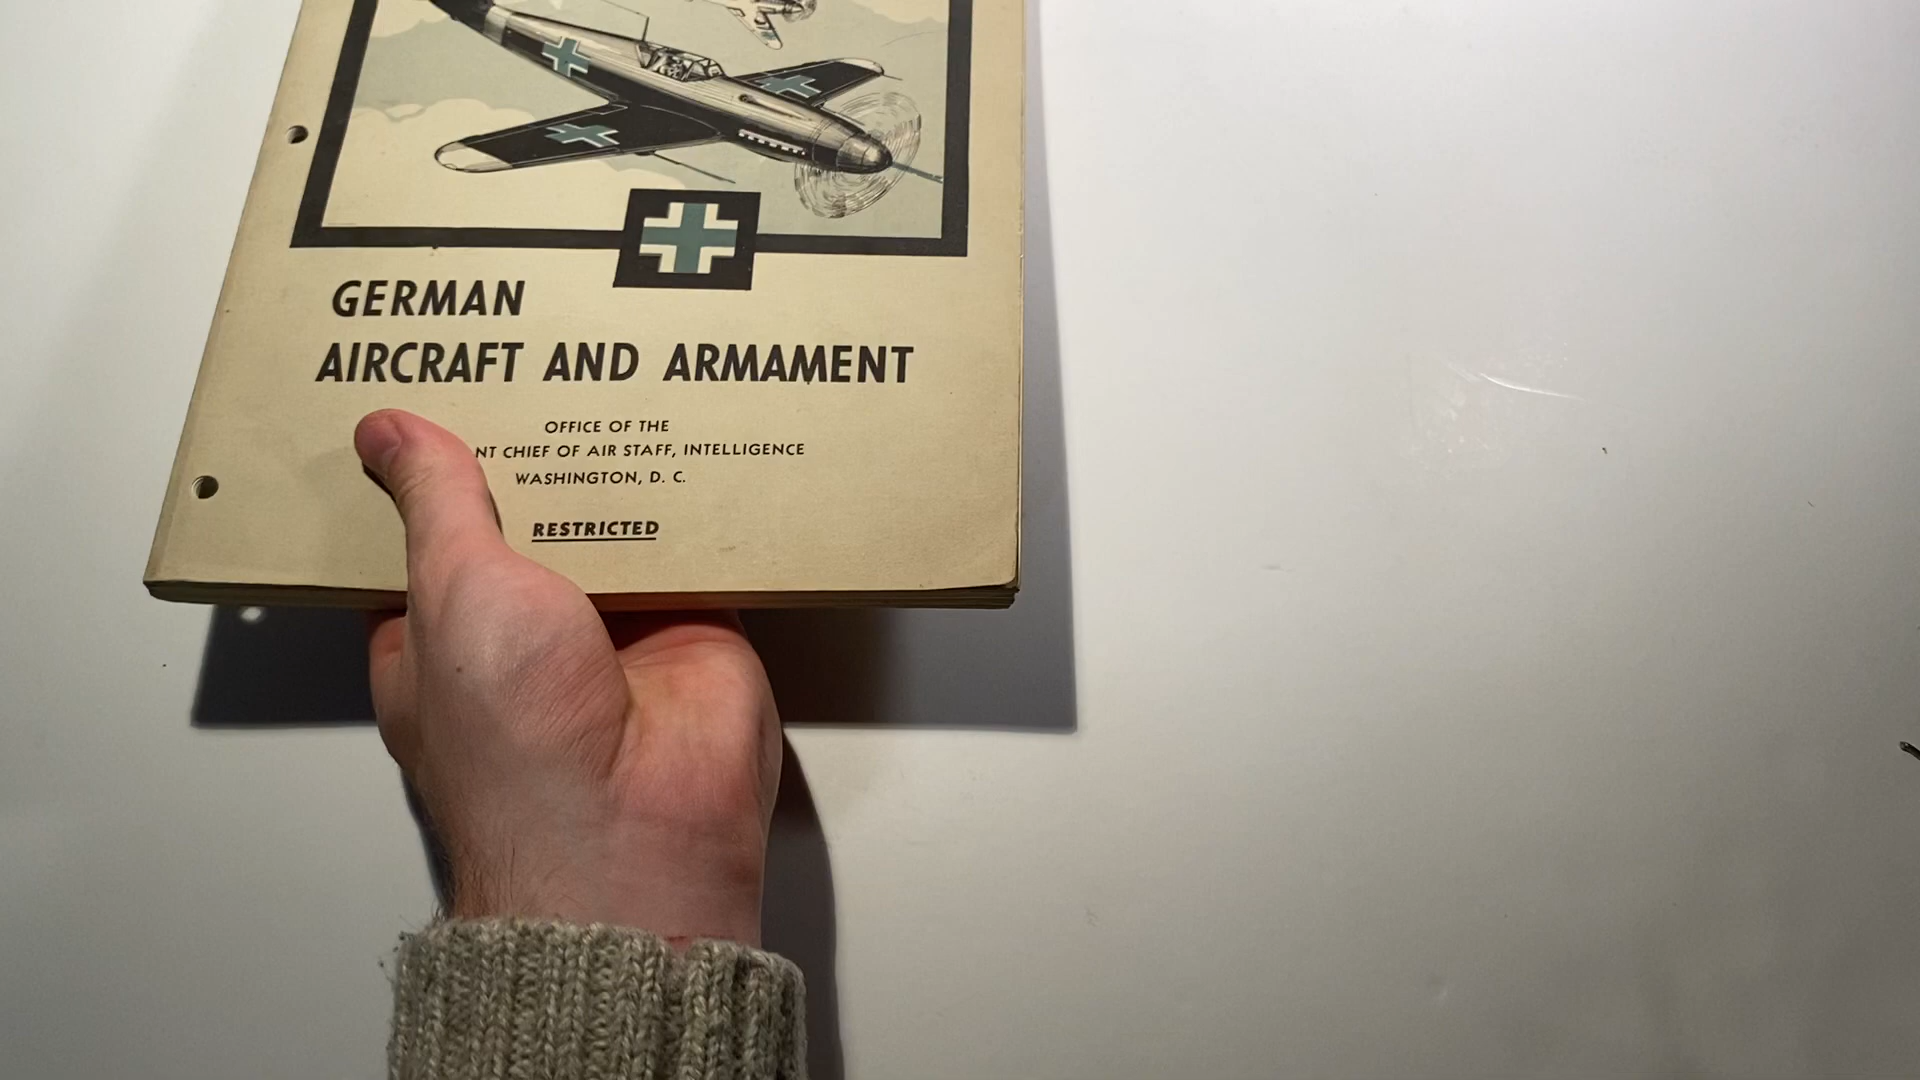 GERMAN
AIRCRAFT AND ARMAMENT
OFFICE OF THE
NT CHIEF OF AIR STAFF, INTELLIGENCE
WASHINGTON, D. C.
RESTRICTED